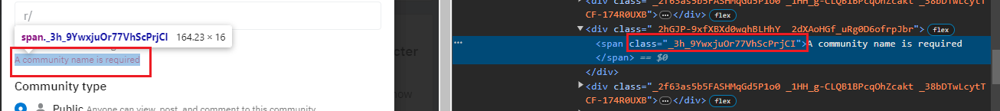 r/
span._3h_9YwxjuOr77VhScPrjCI 164.23 × 16
A community name is required
Community type
Public Anyone can view, post, and comment to this community
cter
now
<div class="_2f63as5b5FASHMqGd5P1o0 _1HH_g-CLQB1BPcqOhZcakt _38bDTwLcytT
CF-174R0UXB">⋯</div> flex
▼<div class="_2hGJP-9xfXBXd0wqhBLHhY _2dXAoHGf_uRg0D6ofrpJbr"> flex
⋯ <span class="_3h_9YwxjuOr77VhScPrjCI">A community name is required
</span> == $0
</div>
▶<div class="_2f63as5b5FASHMqGd5P1o0 _1HH_g-CLQB1BPcqOhZcakt _38bDTwLcytT
CF-174R0UXB">⋯</div> flex